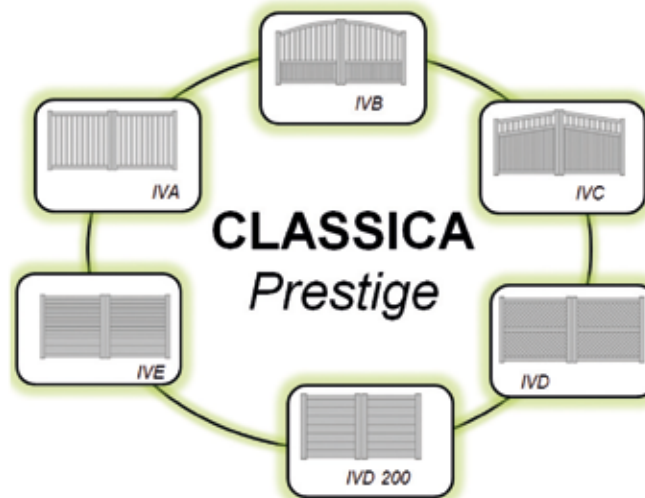 IVB
IVA
IVC
CLASSICA
Prestige
IVE
IVD
IVD 200